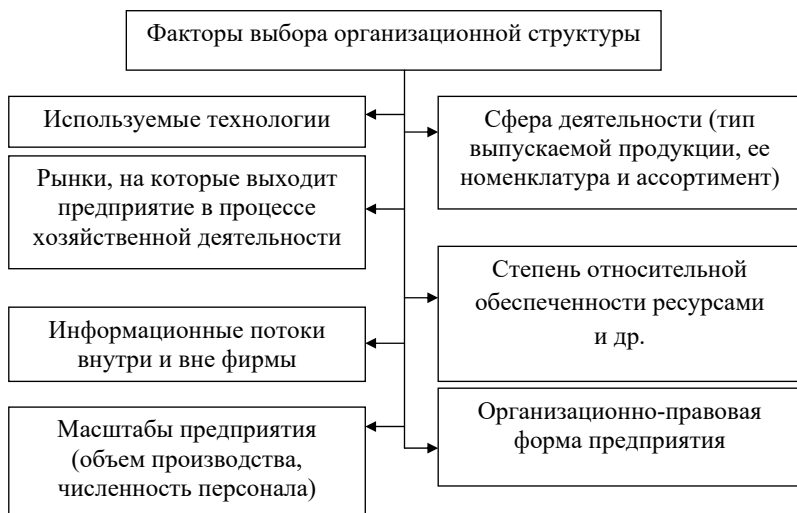 Факторы выбора организационной структуры
Используемые технологии
Рынки, на которые выходит
предприятие в процессе
хозяйственной деятельности
Информационные потоки
внутри и вне фирмы
Масштабы предприятия
(объем производства,
численность персонала)
Сфера деятельности (тип
выпускаемой продукции, ее
номенклатура и ассортимент)
Степень относительной
обеспеченности ресурсами
и др.
Организационно-правовая
форма предприятия